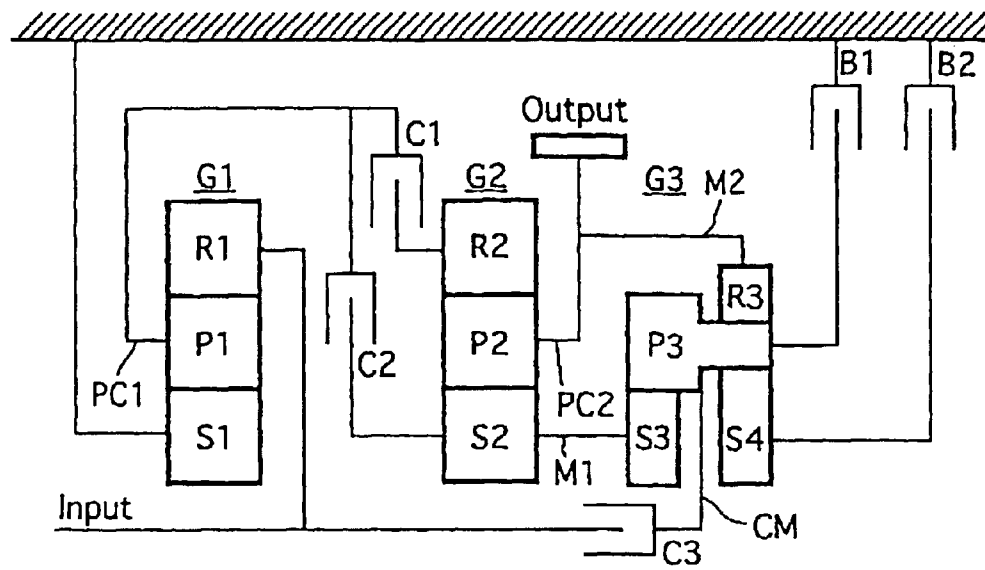 B1
B2
Output
C1
G1
G2
G3
M2
R1
R2
R3
P1
P2
P3
C2
PC1
PC2
S1
S2
S3
S4
M1
Input
C3
CM